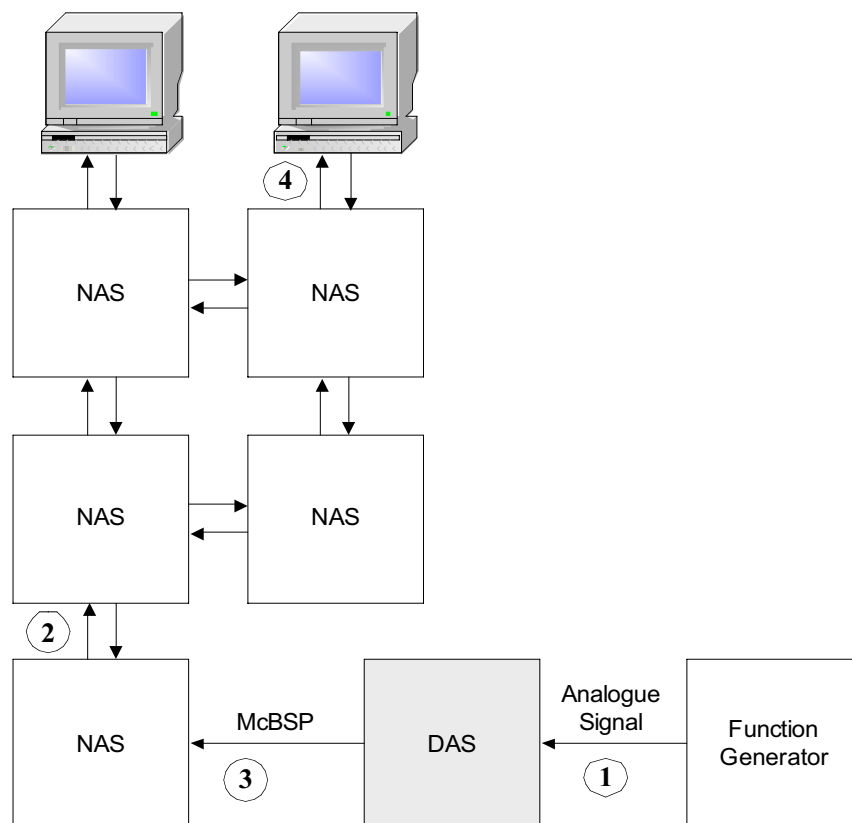 4
NAS
NAS
NAS
NAS
2
NAS
McBSP
3
DAS
Analogue
Signal
1
Function
Generator